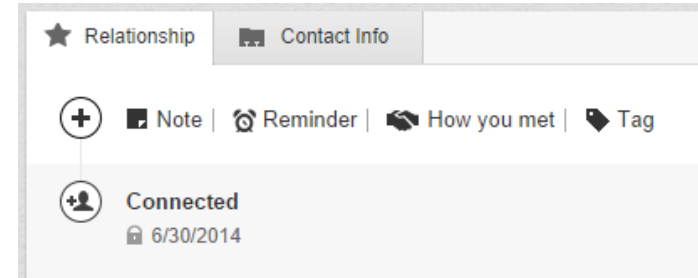 Relationship Contact Info
Note | Reminder | How you met | Tag
Connected
6/30/2014